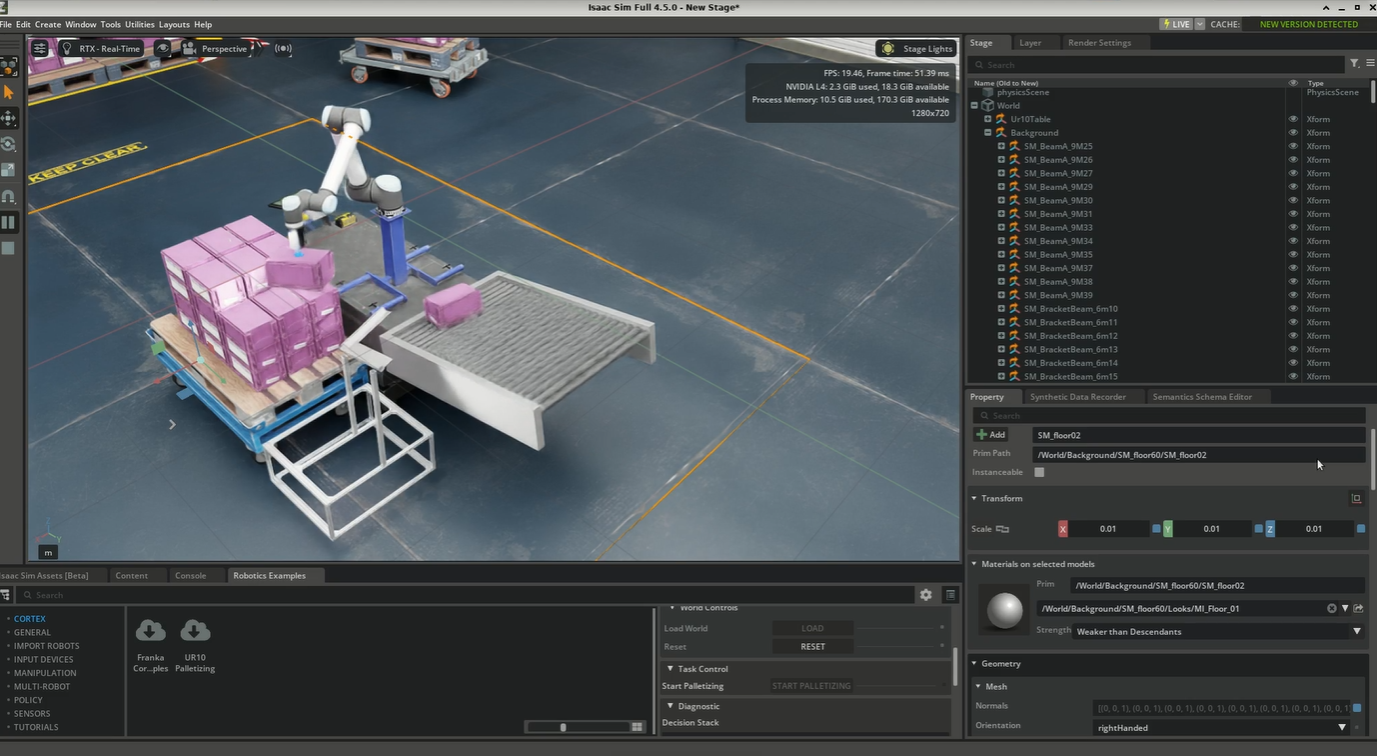 Isaac Sim Full 4.5.0 - New Stage*
File Edit Create Window Tools Utilities Layouts Help
LIVE CACHE: NEW VERSION DETECTED
RTX - Real-Time Perspective Stage Lights
FPS: 19.46, Frame time: 51.39 ms
NVIDIA L4: 2.3 GiB used, 18.3 GiB available
Process Memory: 10.5 GiB used, 170.3 GiB available
1280x720
KEEP CLEAR
m
Stage Layer Render Settings
Search
Name (Old to New) Type
physicsScene PhysicsScene
World
Ur10Table Xform
Background Xform
SM_BeamA_9M25 Xform
SM_BeamA_9M26 Xform
SM_BeamA_9M27 Xform
SM_BeamA_9M29 Xform
SM_BeamA_9M30 Xform
SM_BeamA_9M31 Xform
SM_BeamA_9M33 Xform
SM_BeamA_9M34 Xform
SM_BeamA_9M35 Xform
SM_BeamA_9M37 Xform
SM_BeamA_9M38 Xform
SM_BeamA_9M39 Xform
SM_BracketBeam_6m10 Xform
SM_BracketBeam_6m11 Xform
SM_BracketBeam_6m12 Xform
SM_BracketBeam_6m13 Xform
SM_BracketBeam_6m14 Xform
SM_BracketBeam_6m15 Xform
Property Synthetic Data Recorder Semantics Schema Editor
Search
Add SM_floor02
Prim Path /World/Background/SM_floor60/SM_floor02
Instanceable
Transform
Scale X 0.01 Y 0.01 Z 0.01
Materials on selected models
Prim /World/Background/SM_floor60/SM_floor02
/World/Background/SM_floor60/Looks/MI_Floor_01
Strength Weaker than Descendants
Geometry
Mesh
Normals [(0, 0, 1), (0, 0, 1), (0, 0, 1), (0, 0, 1), (0, 0, 1), (0, 0, 1), (0, 0, 1
Orientation rightHanded
Isaac Sim Assets [Beta] Content Console Robotics Examples
Search
CORTEX
GENERAL
IMPORT ROBOTS
INPUT DEVICES
MANIPULATION
MULTI-ROBOT
POLICY
SENSORS
TUTORIALS
Franka
Cor...ples
UR10
Palletizing
World Controls
Load World LOAD
Reset RESET
Task Control
Start Palletizing START PALLETIZING
Diagnostic
Decision Stack